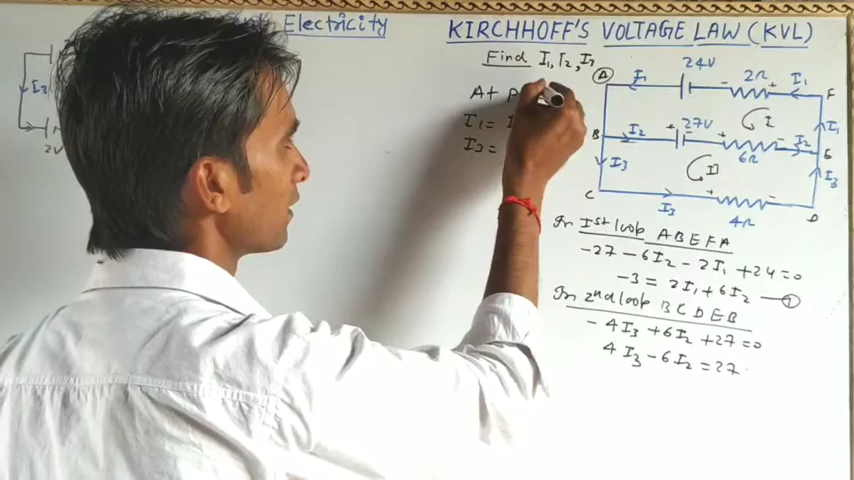 Electricity
KIRCHHOFF'S VOLTAGE LAW (KVL)
Find I₁, I₂, I₃
At
I₁ =
I₃ =
I₃
2V
A
I₁
24V
2Ω
I₁
F
- +
I
I₁
B
I₂
27V
- +
6Ω
I₂
E
I₃
II
I₃
C
I₃
+ -
4Ω
D
In Ist loop ABEFA
-27 - 6I₂ - 2I₁ + 24 = 0
-3 = 2I₁ + 6I₂ — ①
In 2nd loop BCDEB
- 4I₃ + 6I₂ + 27 = 0
4I₃ - 6I₂ = 27